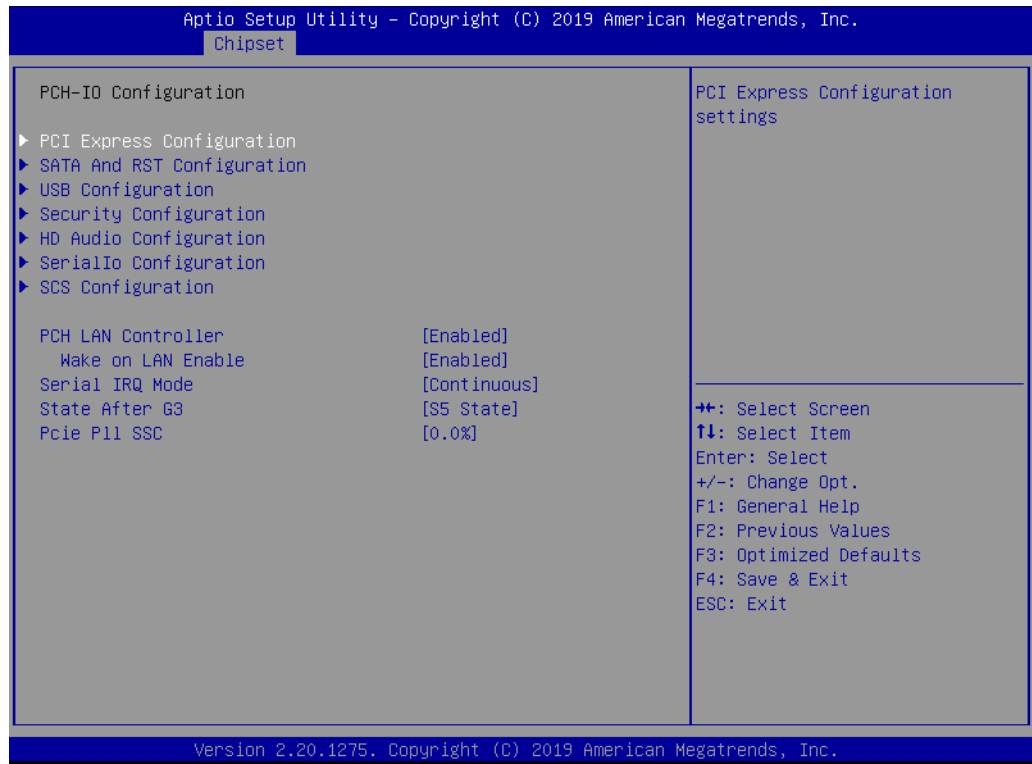 Aptio Setup Utility – Copyright (C) 2019 American Megatrends, Inc.
Chipset
PCH-IO Configuration
PCI Express Configuration
SATA And RST Configuration
USB Configuration
Security Configuration
HD Audio Configuration
SerialIo Configuration
SCS Configuration
PCH LAN Controller [Enabled]
Wake on LAN Enable [Enabled]
Serial IRQ Mode [Continuous]
State After G3 [S5 State]
Pcie Pll SSC [0.0%]
PCI Express Configuration
settings
→←: Select Screen
↑↓: Select Item
Enter: Select
+/-: Change Opt.
F1: General Help
F2: Previous Values
F3: Optimized Defaults
F4: Save & Exit
ESC: Exit
Version 2.20.1275. Copyright (C) 2019 American Megatrends, Inc.